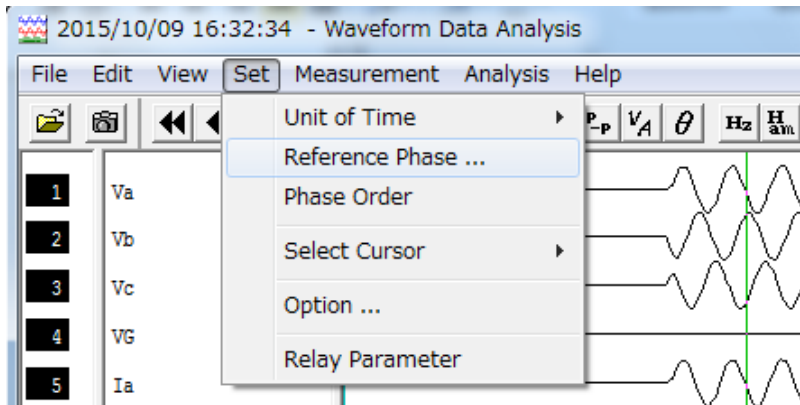 2015/10/09 16:32:34 - Waveform Data Analysis
File Edit View Set Measurement Analysis Help
P-P VA θ Hz Ham
Unit of Time
Reference Phase ...
Phase Order
Select Cursor
Option ...
Relay Parameter
1 Va
2 Vb
3 Vc
4 VG
5 Ia